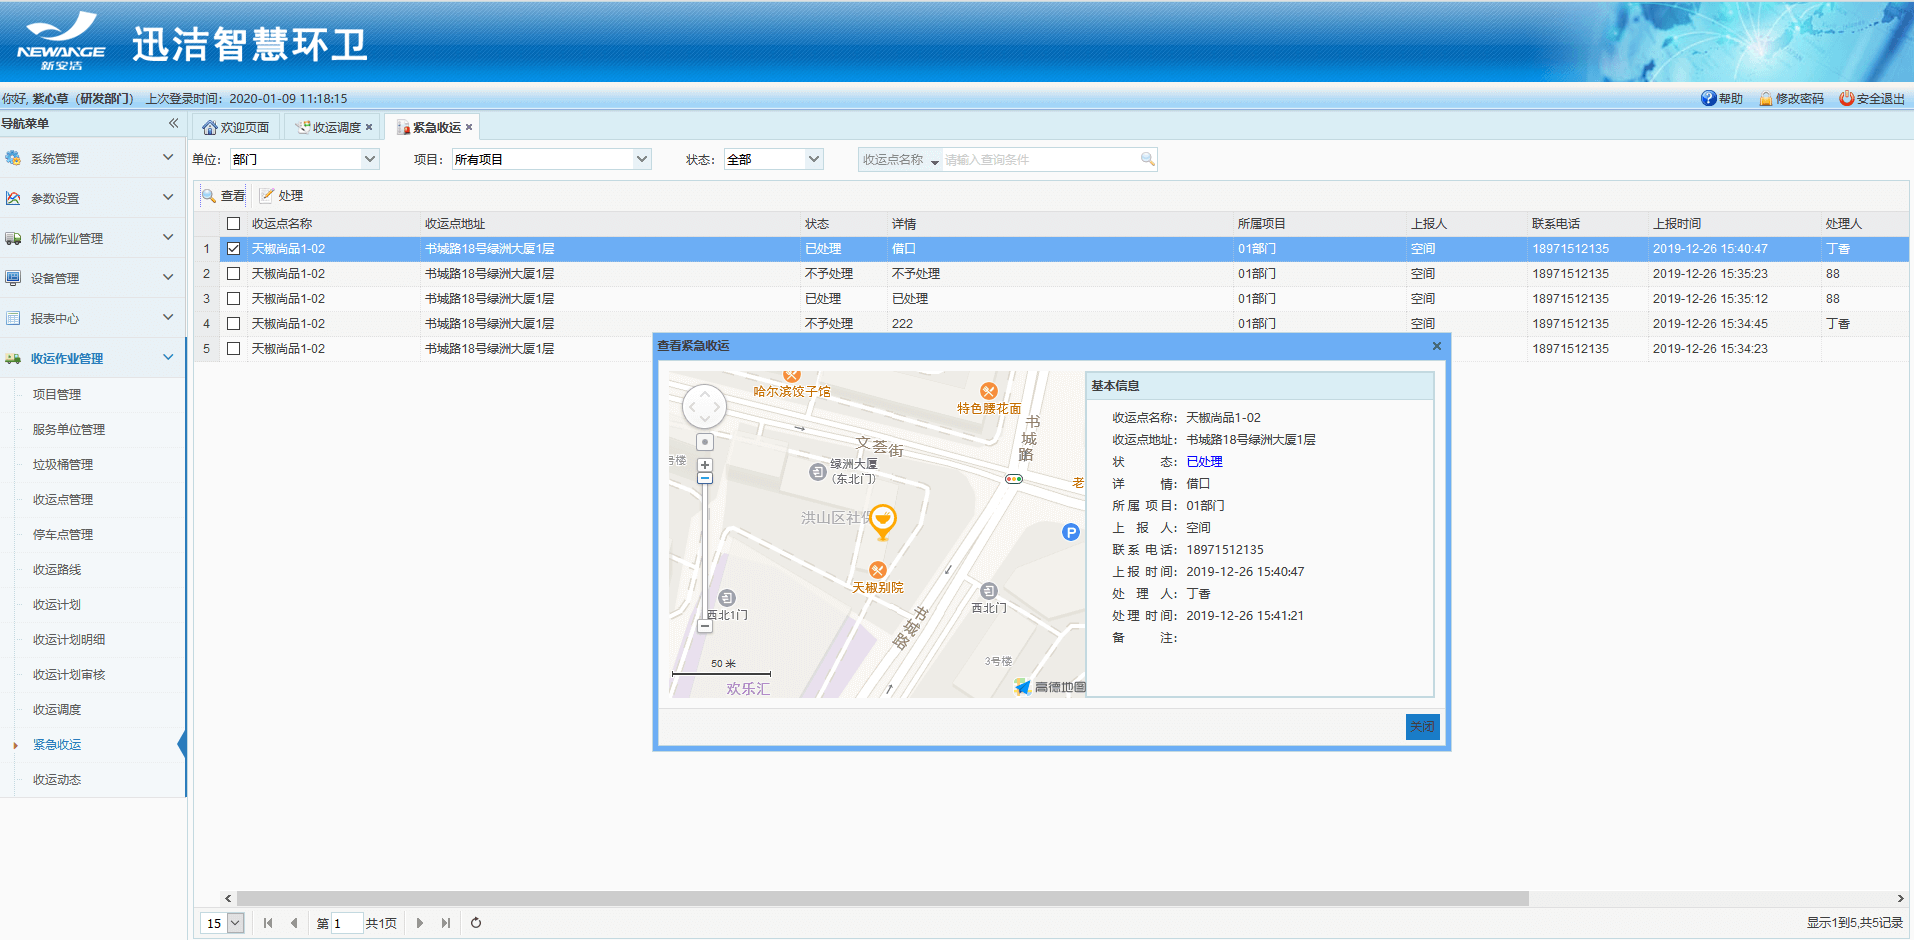 NEWANGE
新安洁
迅洁智慧环卫
你好, 紫心草（研发部门） 上次登录时间：2020-01-09 11:18:15
帮助 修改密码 安全退出
导航菜单
欢迎页面 收运调度 紧急收运
系统管理
参数设置
机械作业管理
设备管理
报表中心
收运作业管理
项目管理
服务单位管理
垃圾桶管理
收运点管理
停车点管理
收运路线
收运计划
收运计划明细
收运计划审核
收运调度
紧急收运
收运动态
单位： 部门 项目： 所有项目 状态： 全部 收运点名称 请输入查询条件
查看 处理
收运点名称 收运点地址 状态 详情 所属项目 上报人 联系电话 上报时间 处理人
1 天椒尚品1-02 书城路18号绿洲大厦1层 已处理 借口 01部门 空间 18971512135 2019-12-26 15:40:47 丁香
2 天椒尚品1-02 书城路18号绿洲大厦1层 不予处理 不予处理 01部门 空间 18971512135 2019-12-26 15:35:23 88
3 天椒尚品1-02 书城路18号绿洲大厦1层 已处理 已处理 01部门 空间 18971512135 2019-12-26 15:35:12 88
4 天椒尚品1-02 书城路18号绿洲大厦1层 不予处理 222 01部门 空间 18971512135 2019-12-26 15:34:45 丁香
5 天椒尚品1-02 书城路18号绿洲大厦1层 18971512135 2019-12-26 15:34:23
查看紧急收运
哈尔滨饺子馆
特色腰花面
书城路
文荟街
号楼
绿洲大厦
(东北门)
老
洪山区社保
P
天椒别院
西北1门
西北门
书城路
3号楼
50 米
欢乐汇
高德地图
基本信息
收运点名称： 天椒尚品1-02
收运点地址： 书城路18号绿洲大厦1层
状 态： 已处理
详 情： 借口
所属项目： 01部门
上报人： 空间
联系电话： 18971512135
上报时间： 2019-12-26 15:40:47
处理人： 丁香
处理时间： 2019-12-26 15:41:21
备 注：
关闭
15 第 1 共1页
显示1到5,共5记录